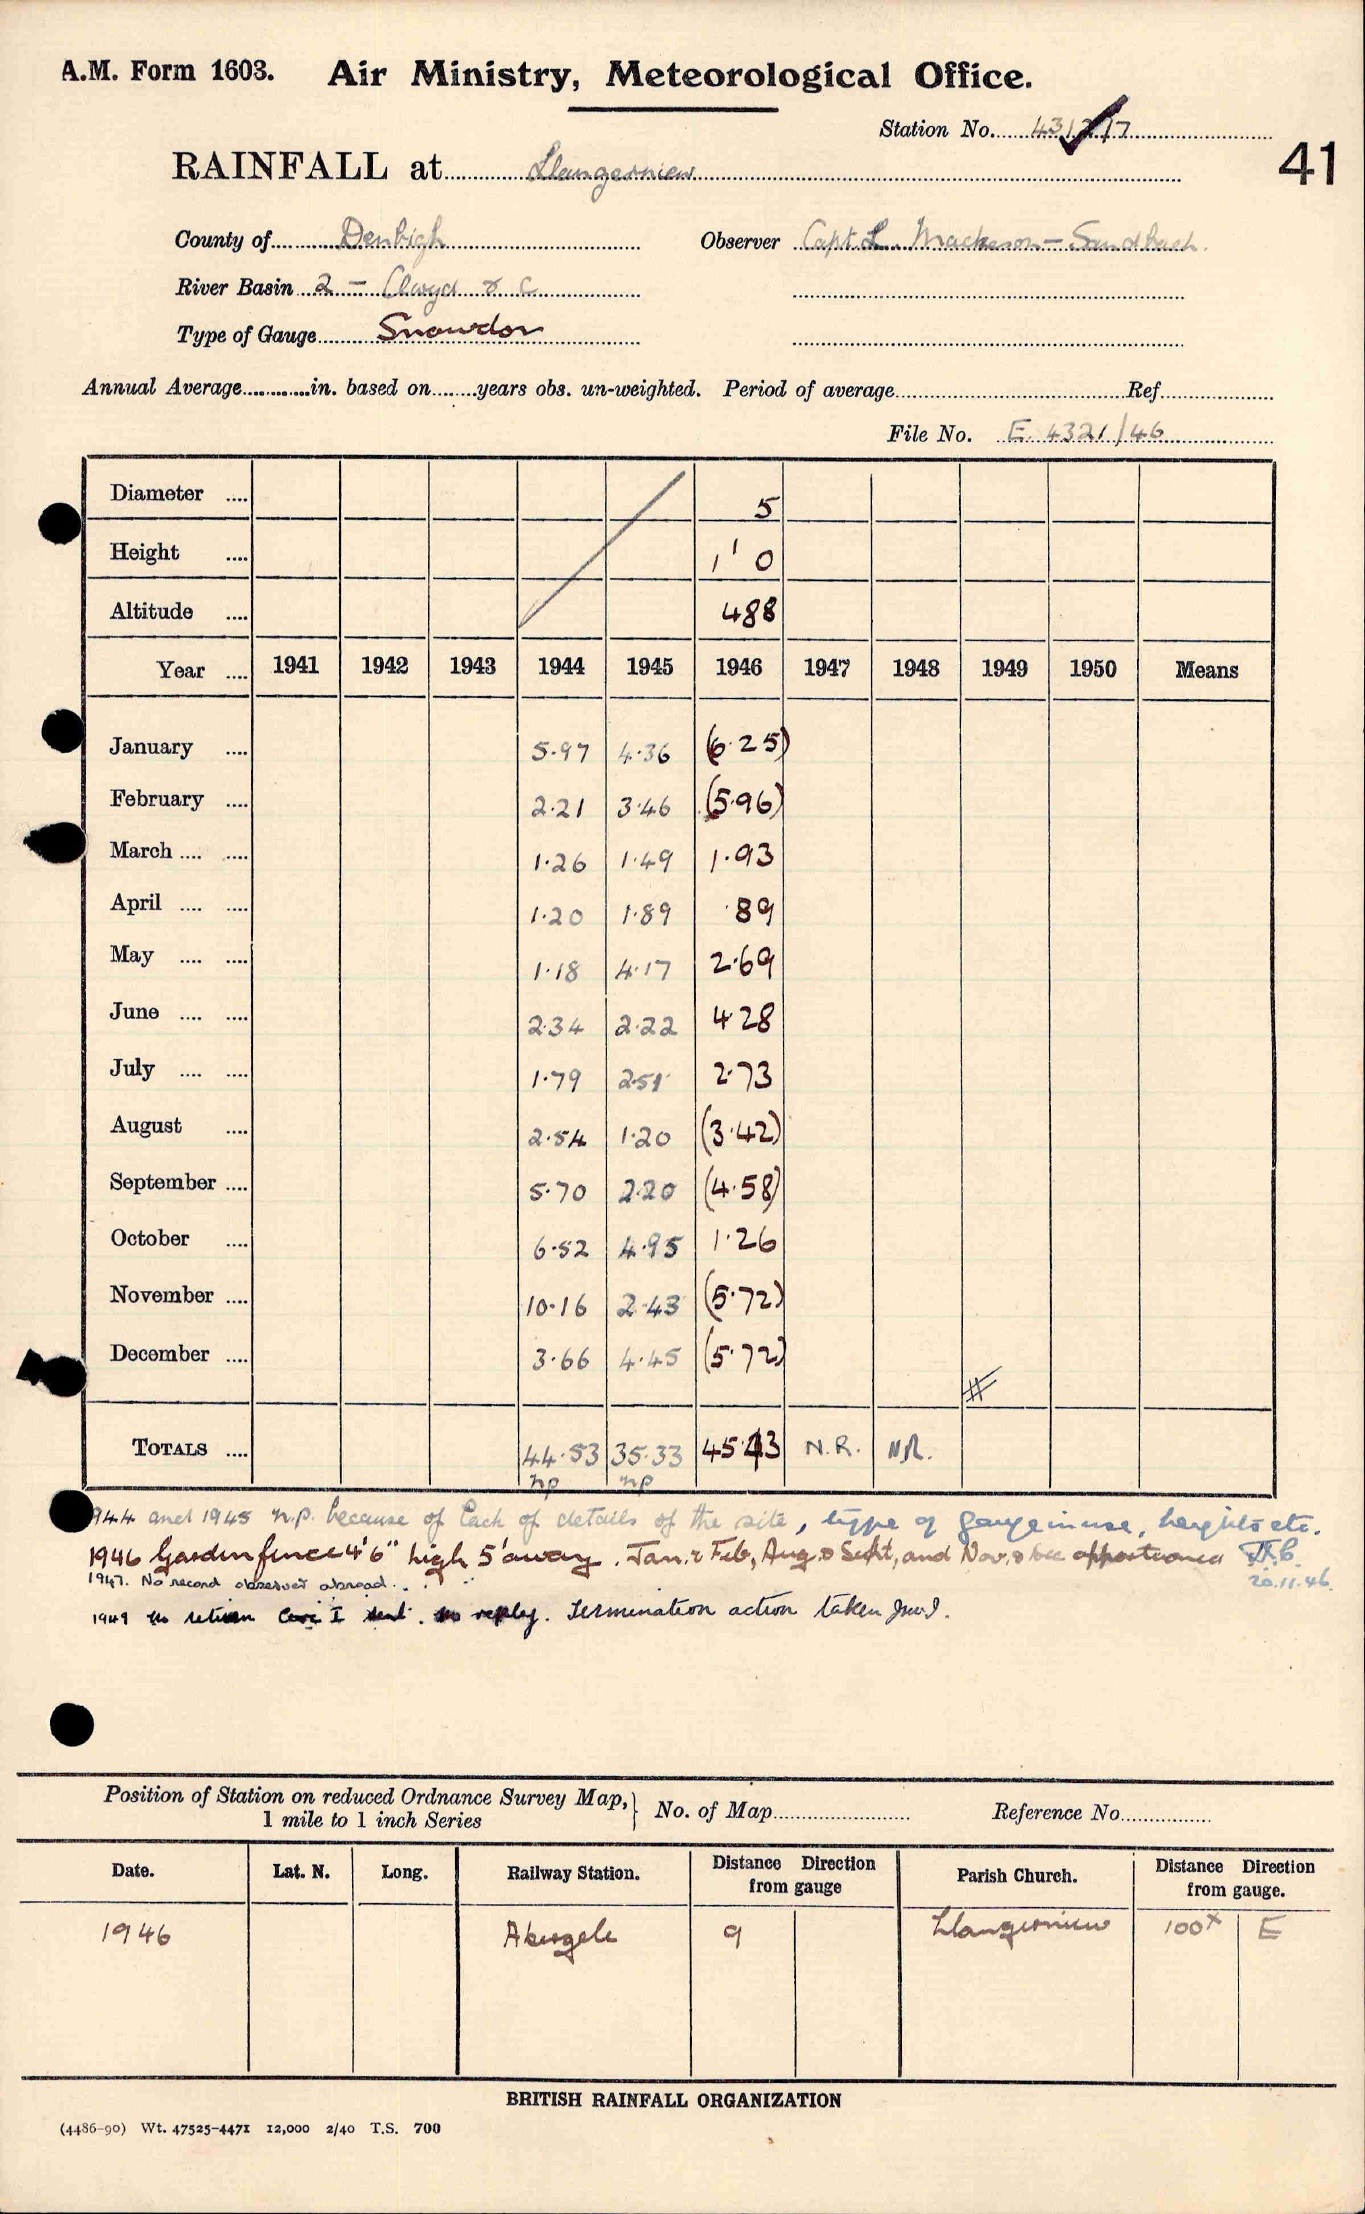 A.M. Form 1603. Air Ministry, Meteorological Office.
Station No.
41
RAINFALL at Llangerniew
County of Denbigh Observer Capt L. Mackeson-Sandbach.
River Basin 2 - Clwyd & C
Type of Gauge Snowdon
Annual Average............in. based on........years obs. un-weighted. Period of average Ref.
File No. E 4321/46
Diameter .... 5
Height .... 1' 0
Altitude .... 488
Year .... 1941 1942 1943 1944 1945 1946 1947 1948 1949 1950 Means
January .... 5.97 4.36 (6.25)
February .... 2.21 3.46 (5.96)
March .... .... 1.26 1.49 1.93
April .... .... 1.20 1.89 .89
May .... .... 1.18 4.17 2.69
June .... .... 2.34 2.22 4.28
July .... .... 1.79 2.51 2.73
August .... 2.54 1.20 (3.42)
September .... 5.70 2.20 (4.58)
October .... 6.52 4.95 1.26
November .... 10.16 2.43 (5.72)
December .... 3.66 4.45 (5.72)
TOTALS .... 44.53 35.33 45.43 N.R. N.R.
np np
944 and 1945 n.p. because of Lack of details of the site, type of gauge in use, heights etc.
1946 Garden fence 4'6" high 5' away. Jan. & Feb, Aug. & Sept, and Nov. & Dec apportioned
20.11.46.
1947. No record observer abroad.
1949 no return Card I sent. no reply. Termination action taken
Position of Station on reduced Ordnance Survey Map,} No. of Map Reference No.
1 mile to 1 inch Series
Date. Lat. N. Long. Railway Station. Distance Direction from gauge Parish Church. Distance Direction from gauge.
1946 Abergele 9 Llangerniew 100x E
BRITISH RAINFALL ORGANIZATION
(4486-90) Wt. 47525-4471 12,000 2/40 T.S. 700